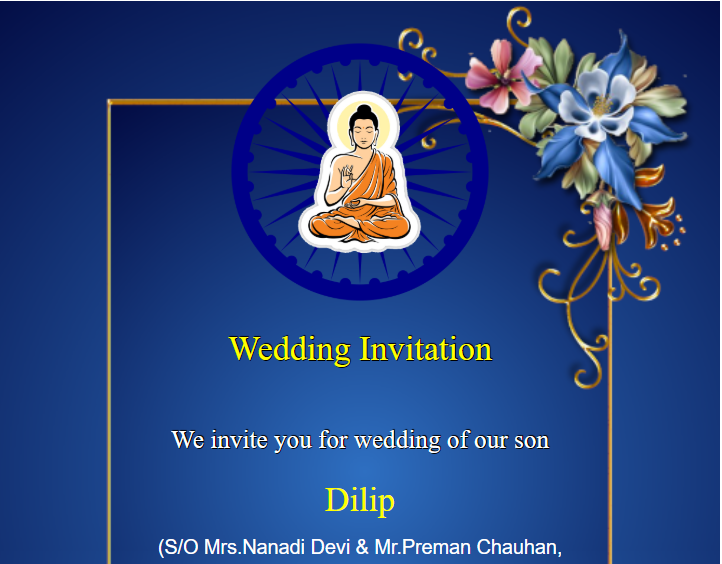 Wedding Invitation
We invite you for wedding of our son
Dilip
(S/O Mrs.Nanadi Devi & Mr.Preman Chauhan,